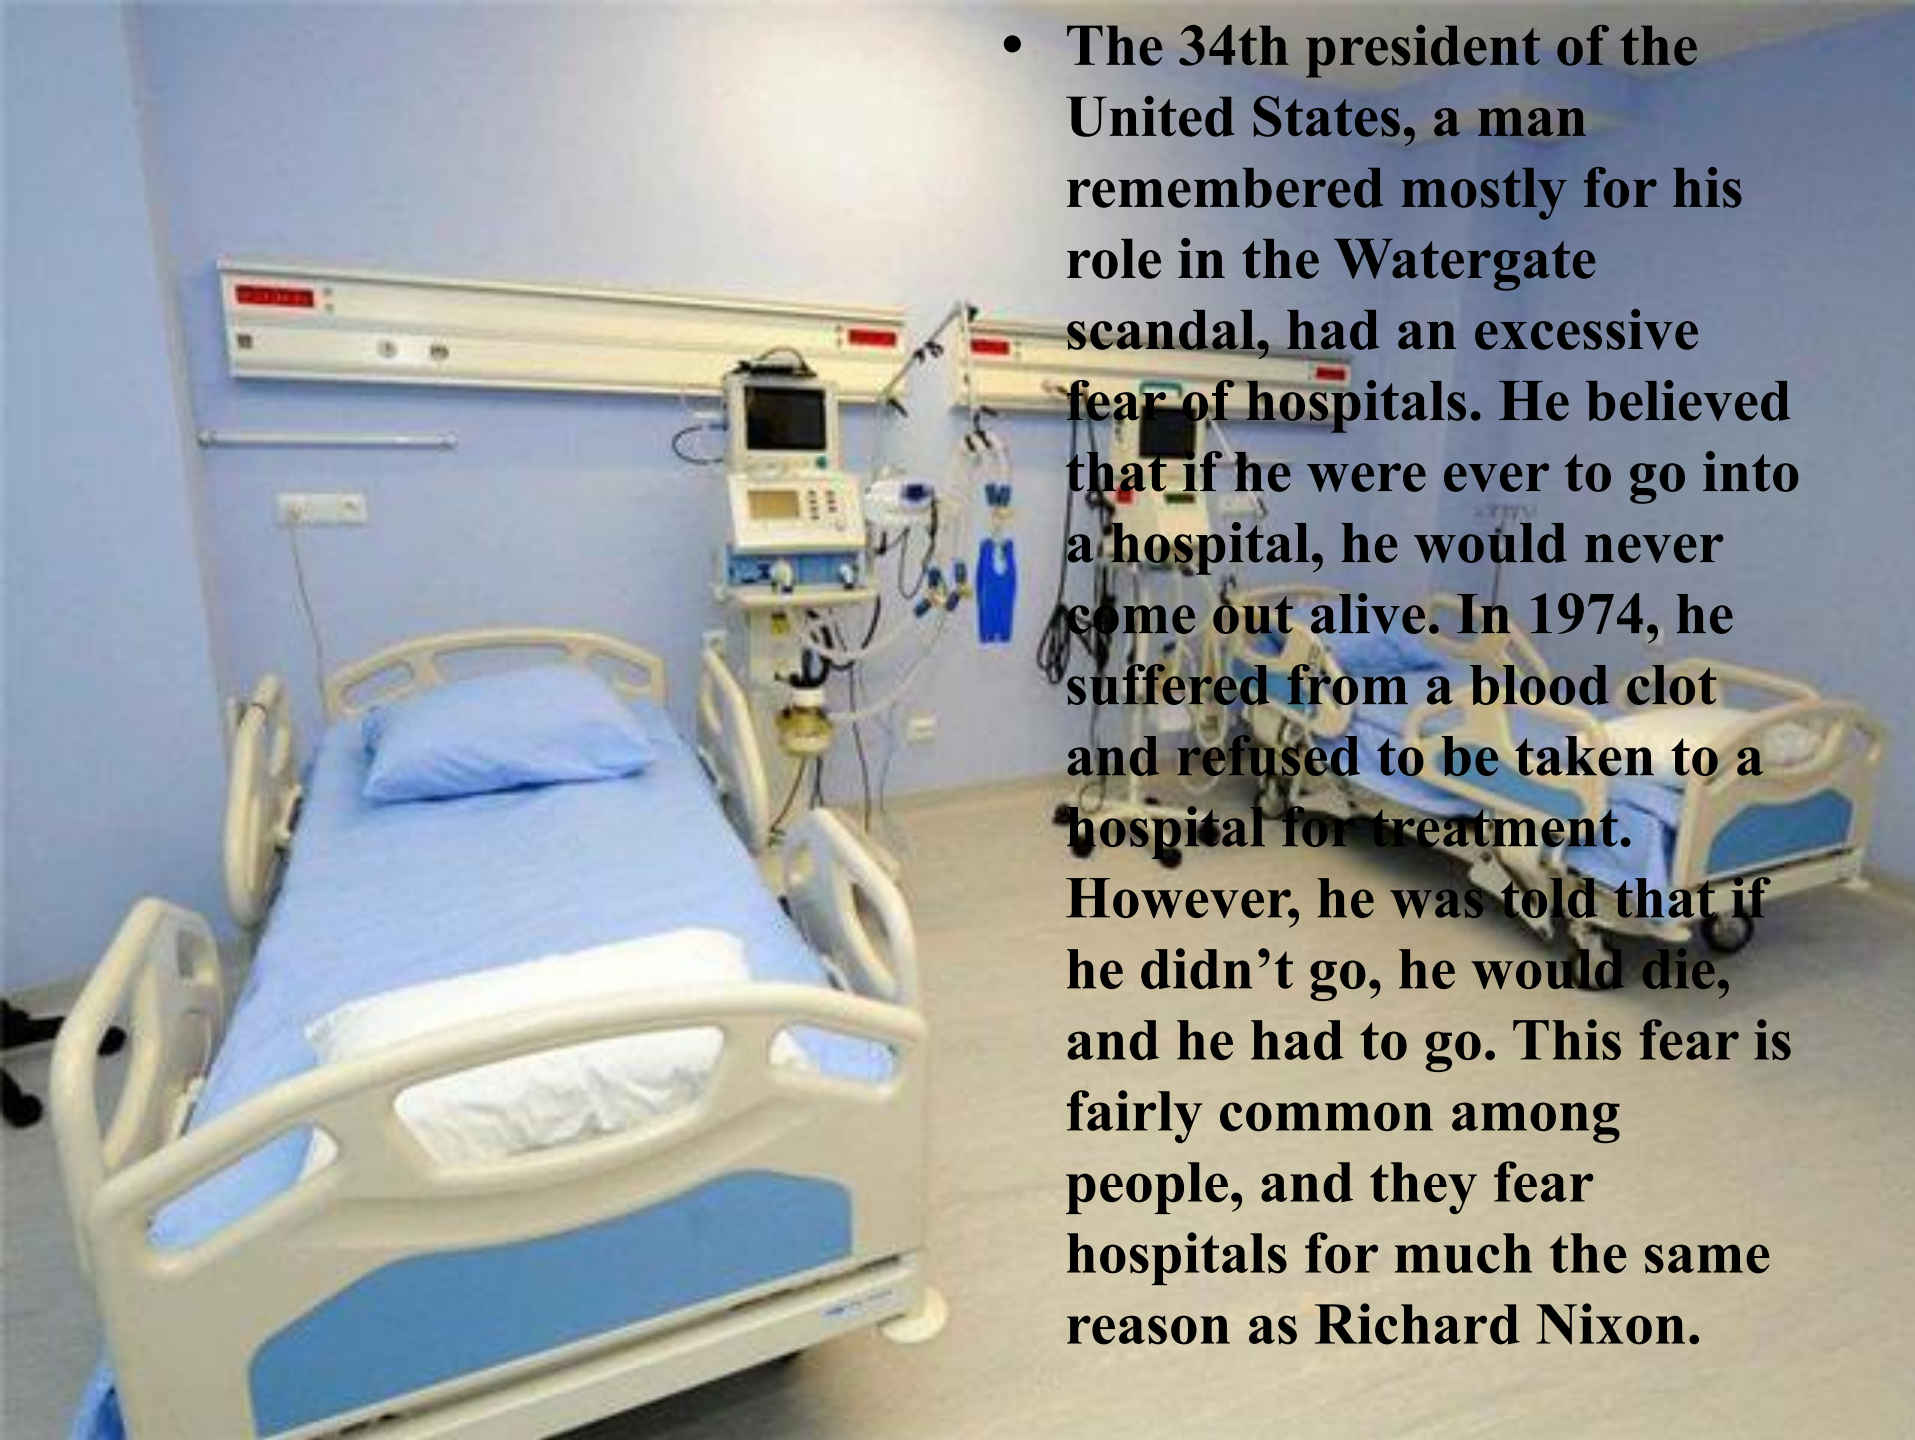 • The 34th president of the
United States, a man
remembered mostly for his
role in the Watergate
scandal, had an excessive
fear of hospitals. He believed
that if he were ever to go into
a hospital, he would never
come out alive. In 1974, he
suffered from a blood clot
and refused to be taken to a
hospital for treatment.
However, he was told that if
he didn’t go, he would die,
and he had to go. This fear is
fairly common among
people, and they fear
hospitals for much the same
reason as Richard Nixon.